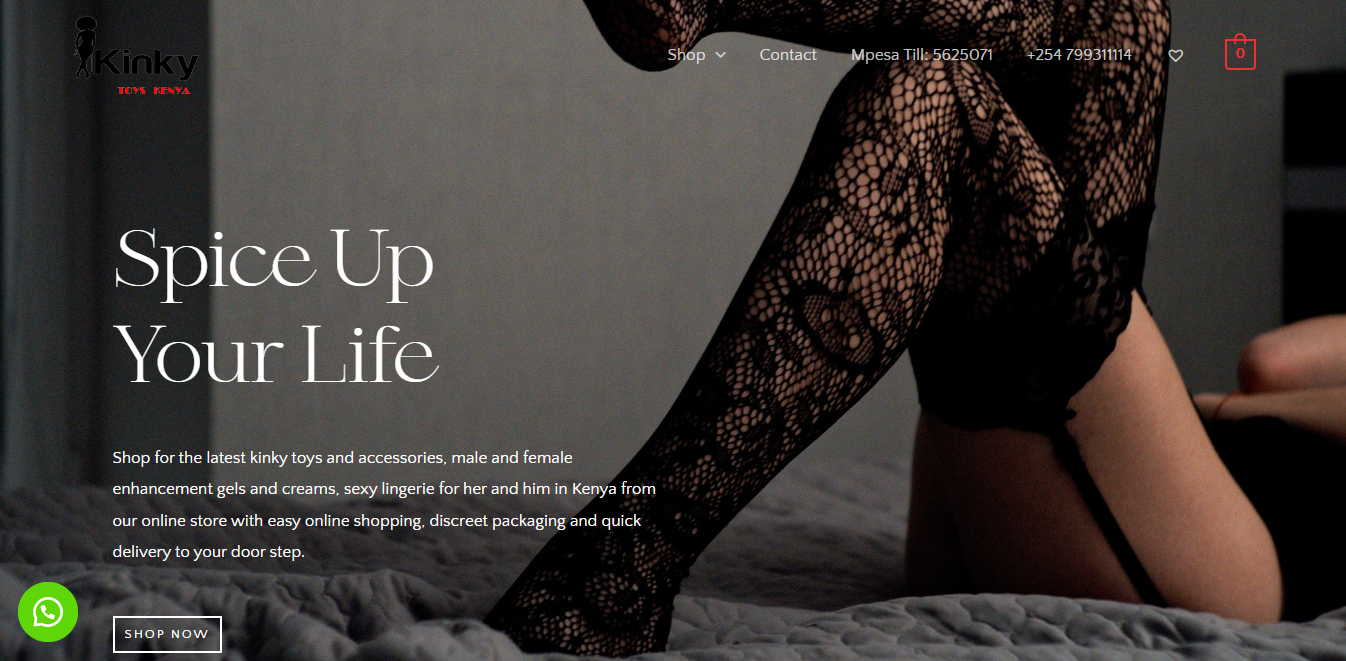 Kinky
TOYS KENYA
Shop
Contact
Mpesa Till: 5625071
+254 799311114
0
Spice Up
Your Life
Shop for the latest kinky toys and accessories, male and female
enhancement gels and creams, sexy lingerie for her and him in Kenya from
our online store with easy online shopping, discreet packaging and quick
delivery to your door step.
SHOP NOW